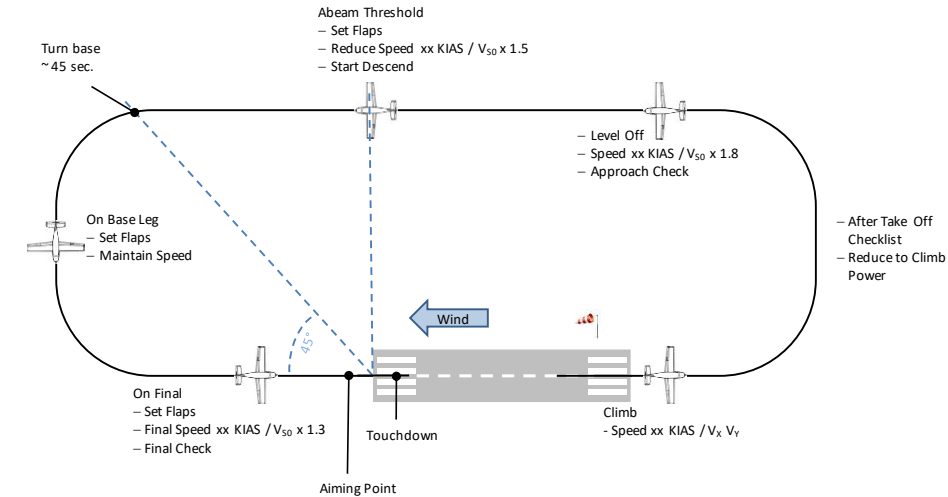 Abeam Threshold
– Set Flaps
– Reduce Speed xx KIAS / VS0 x 1.5
– Start Descend
Turn base
~ 45 sec.
– Level Off
– Speed xx KIAS / VS0 x 1.8
– Approach Check
On Base Leg
– Set Flaps
– Maintain Speed
– After Take Off
Checklist
– Reduce to Climb
Power
Wind
45°
On Final
– Set Flaps
– Final Speed xx KIAS / VS0 x 1.3
– Final Check
Touchdown
Climb
- Speed xx KIAS / VX VY
Aiming Point